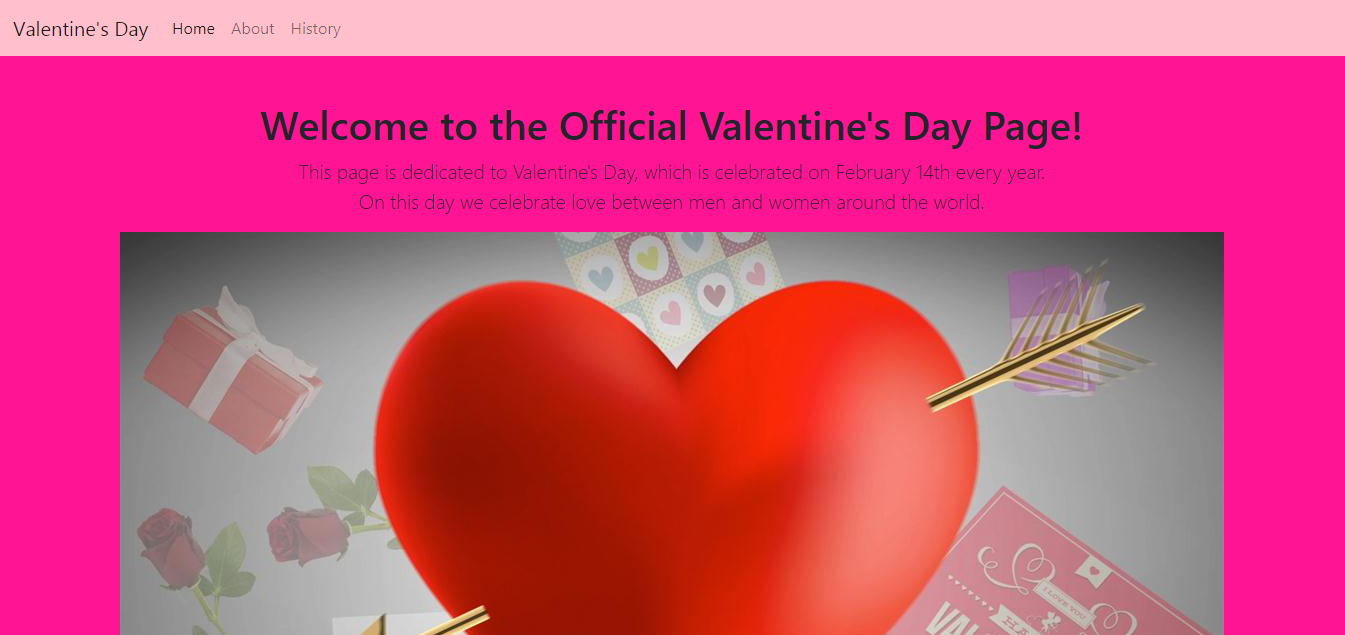 Valentine's Day Home About History
Welcome to the Official Valentine's Day Page!
This page is dedicated to Valentine's Day, which is celebrated on February 14th every year.
On this day we celebrate love between men and women around the world.
I LOVE YOU